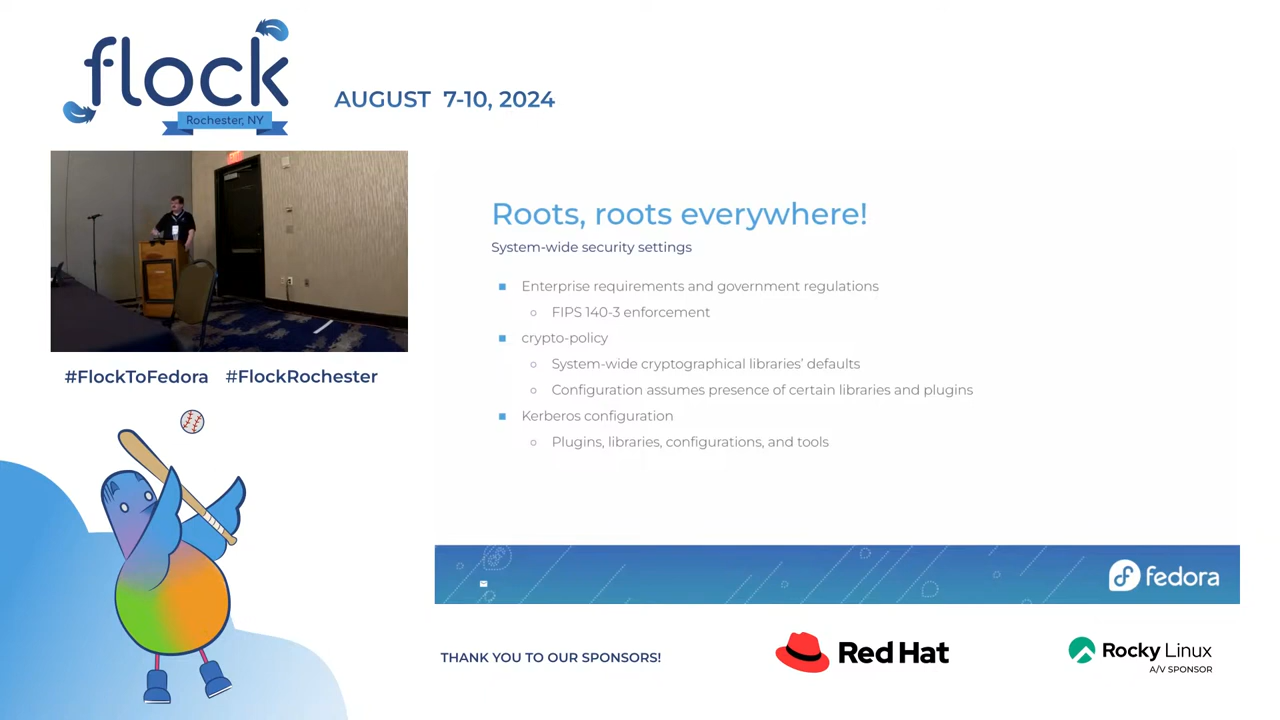 flock
Rochester, NY
AUGUST 7-10, 2024
#FlockToFedora #FlockRochester
Roots, roots everywhere!
System-wide security settings
Enterprise requirements and government regulations
FIPS 140-3 enforcement
crypto-policy
System-wide cryptographical libraries' defaults
Configuration assumes presence of certain libraries and plugins
Kerberos configuration
Plugins, libraries, configurations, and tools
fedora
THANK YOU TO OUR SPONSORS!
Red Hat
Rocky Linux
A/V SPONSOR